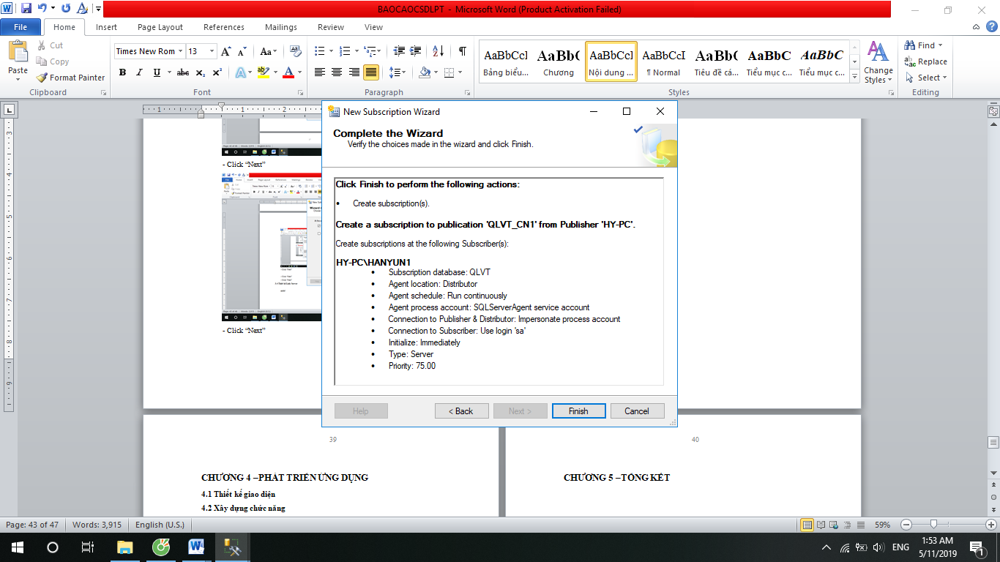 BAOCAOCSDLPT - Microsoft Word (Product Activation Failed)
File Home Insert Page Layout References Mailings Review View
Paste
Cut
Copy
Format Painter
Clipboard
Times New Rom 13
Font
Paragraph
AaBbCcI AaBbC AaBbCcI AaBbCcI AaBbC AaBbC AaBbC
Bảng biểu... Chương Nội dung ... ¶ Normal Tiêu đề cá... Tiểu mục c... Tiểu mục c...
Change
Styles
Styles
Find
Replace
Select
Editing
- Click “Next”
- Click “Next”
New Subscription Wizard
Complete the Wizard
Verify the choices made in the wizard and click Finish.
Click Finish to perform the following actions:
• Create subscription(s).
Create a subscription to publication 'QLVT_CN1' from Publisher 'HY-PC'.
Create subscriptions at the following Subscriber(s):
HY-PC\HANYUN1
• Subscription database: QLVT
• Agent location: Distributor
• Agent schedule: Run continuously
• Agent process account: SQLServerAgent service account
• Connection to Publisher & Distributor: Impersonate process account
• Connection to Subscriber: Use login 'sa'
• Initialize: Immediately
• Type: Server
• Priority: 75.00
Help < Back Next > Finish Cancel
39
CHƯƠNG 4 –PHÁT TRIỂN ỨNG DỤNG
4.1 Thiết kế giao diện
4.2 Xây dựng chức năng
40
CHƯƠNG 5 –TỔNG KẾT
Page: 43 of 47 Words: 3,915 English (U.S.) 59%
ENG
1:53 AM
5/11/2019
1